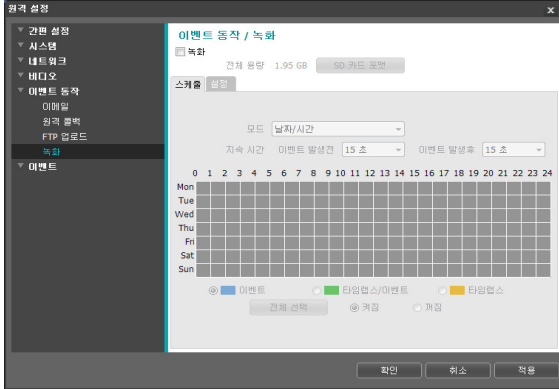 원격 설정
간편 설정
시스템
네트워크
비디오
이벤트 동작
이메일
원격 콜백
FTP 업로드
녹화
이벤트
이벤트 동작 / 녹화
녹화
전체 용량 1.95 GB SD 카드 포맷
스케줄 설정
모드 날짜/시간
지속 시간 이벤트 발생전 15 초 이벤트 발생후 15 초
0 1 2 3 4 5 6 7 8 9 10 11 12 13 14 15 16 17 18 19 20 21 22 23 24
Mon
Tue
Wed
Thu
Fri
Sat
Sun
이벤트 타임랩스/이벤트 타임랩스
전체 선택 켜짐 꺼짐
확인 취소 적용